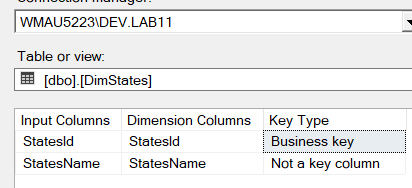 Connection manager:
WMAU5223\DEV.LAB11
Table or view:
[dbo].[DimStates]
Input Columns Dimension Columns Key Type
StatesId StatesId Business key
StatesName StatesName Not a key column